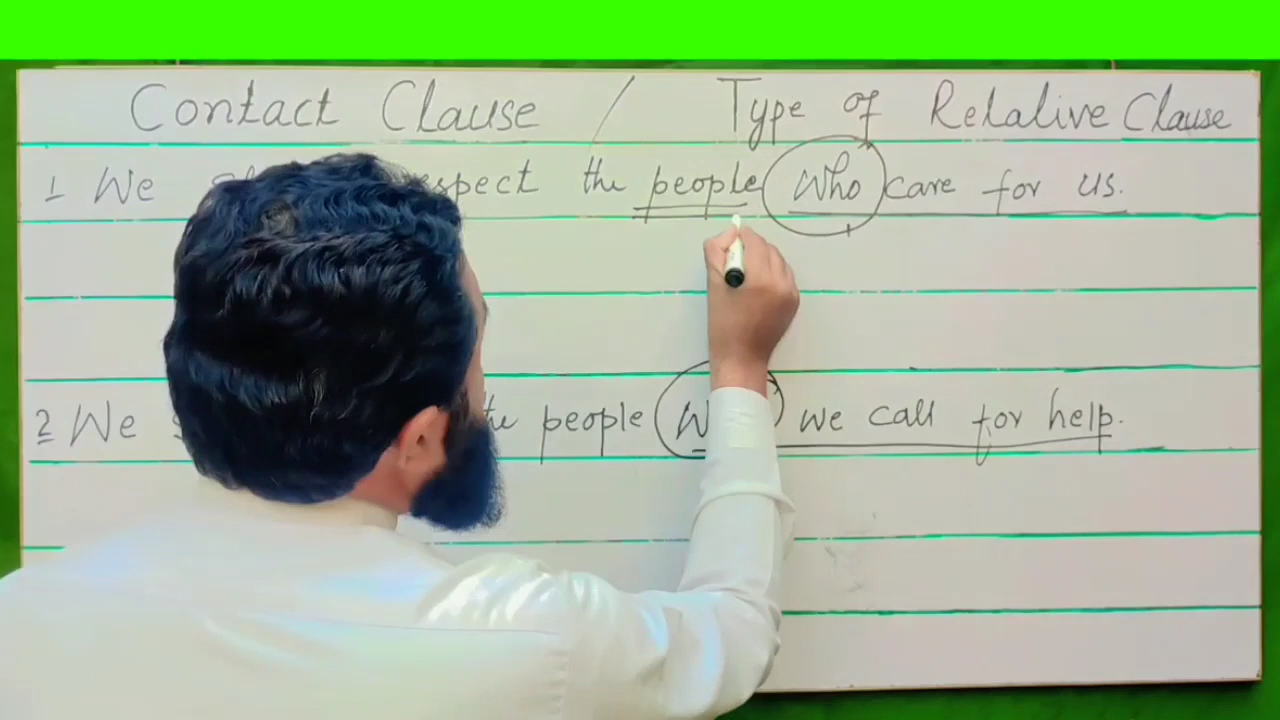 Contact Clause / Type of Relative Clause
1 We the people who care for us.
2 We the people we call for help.